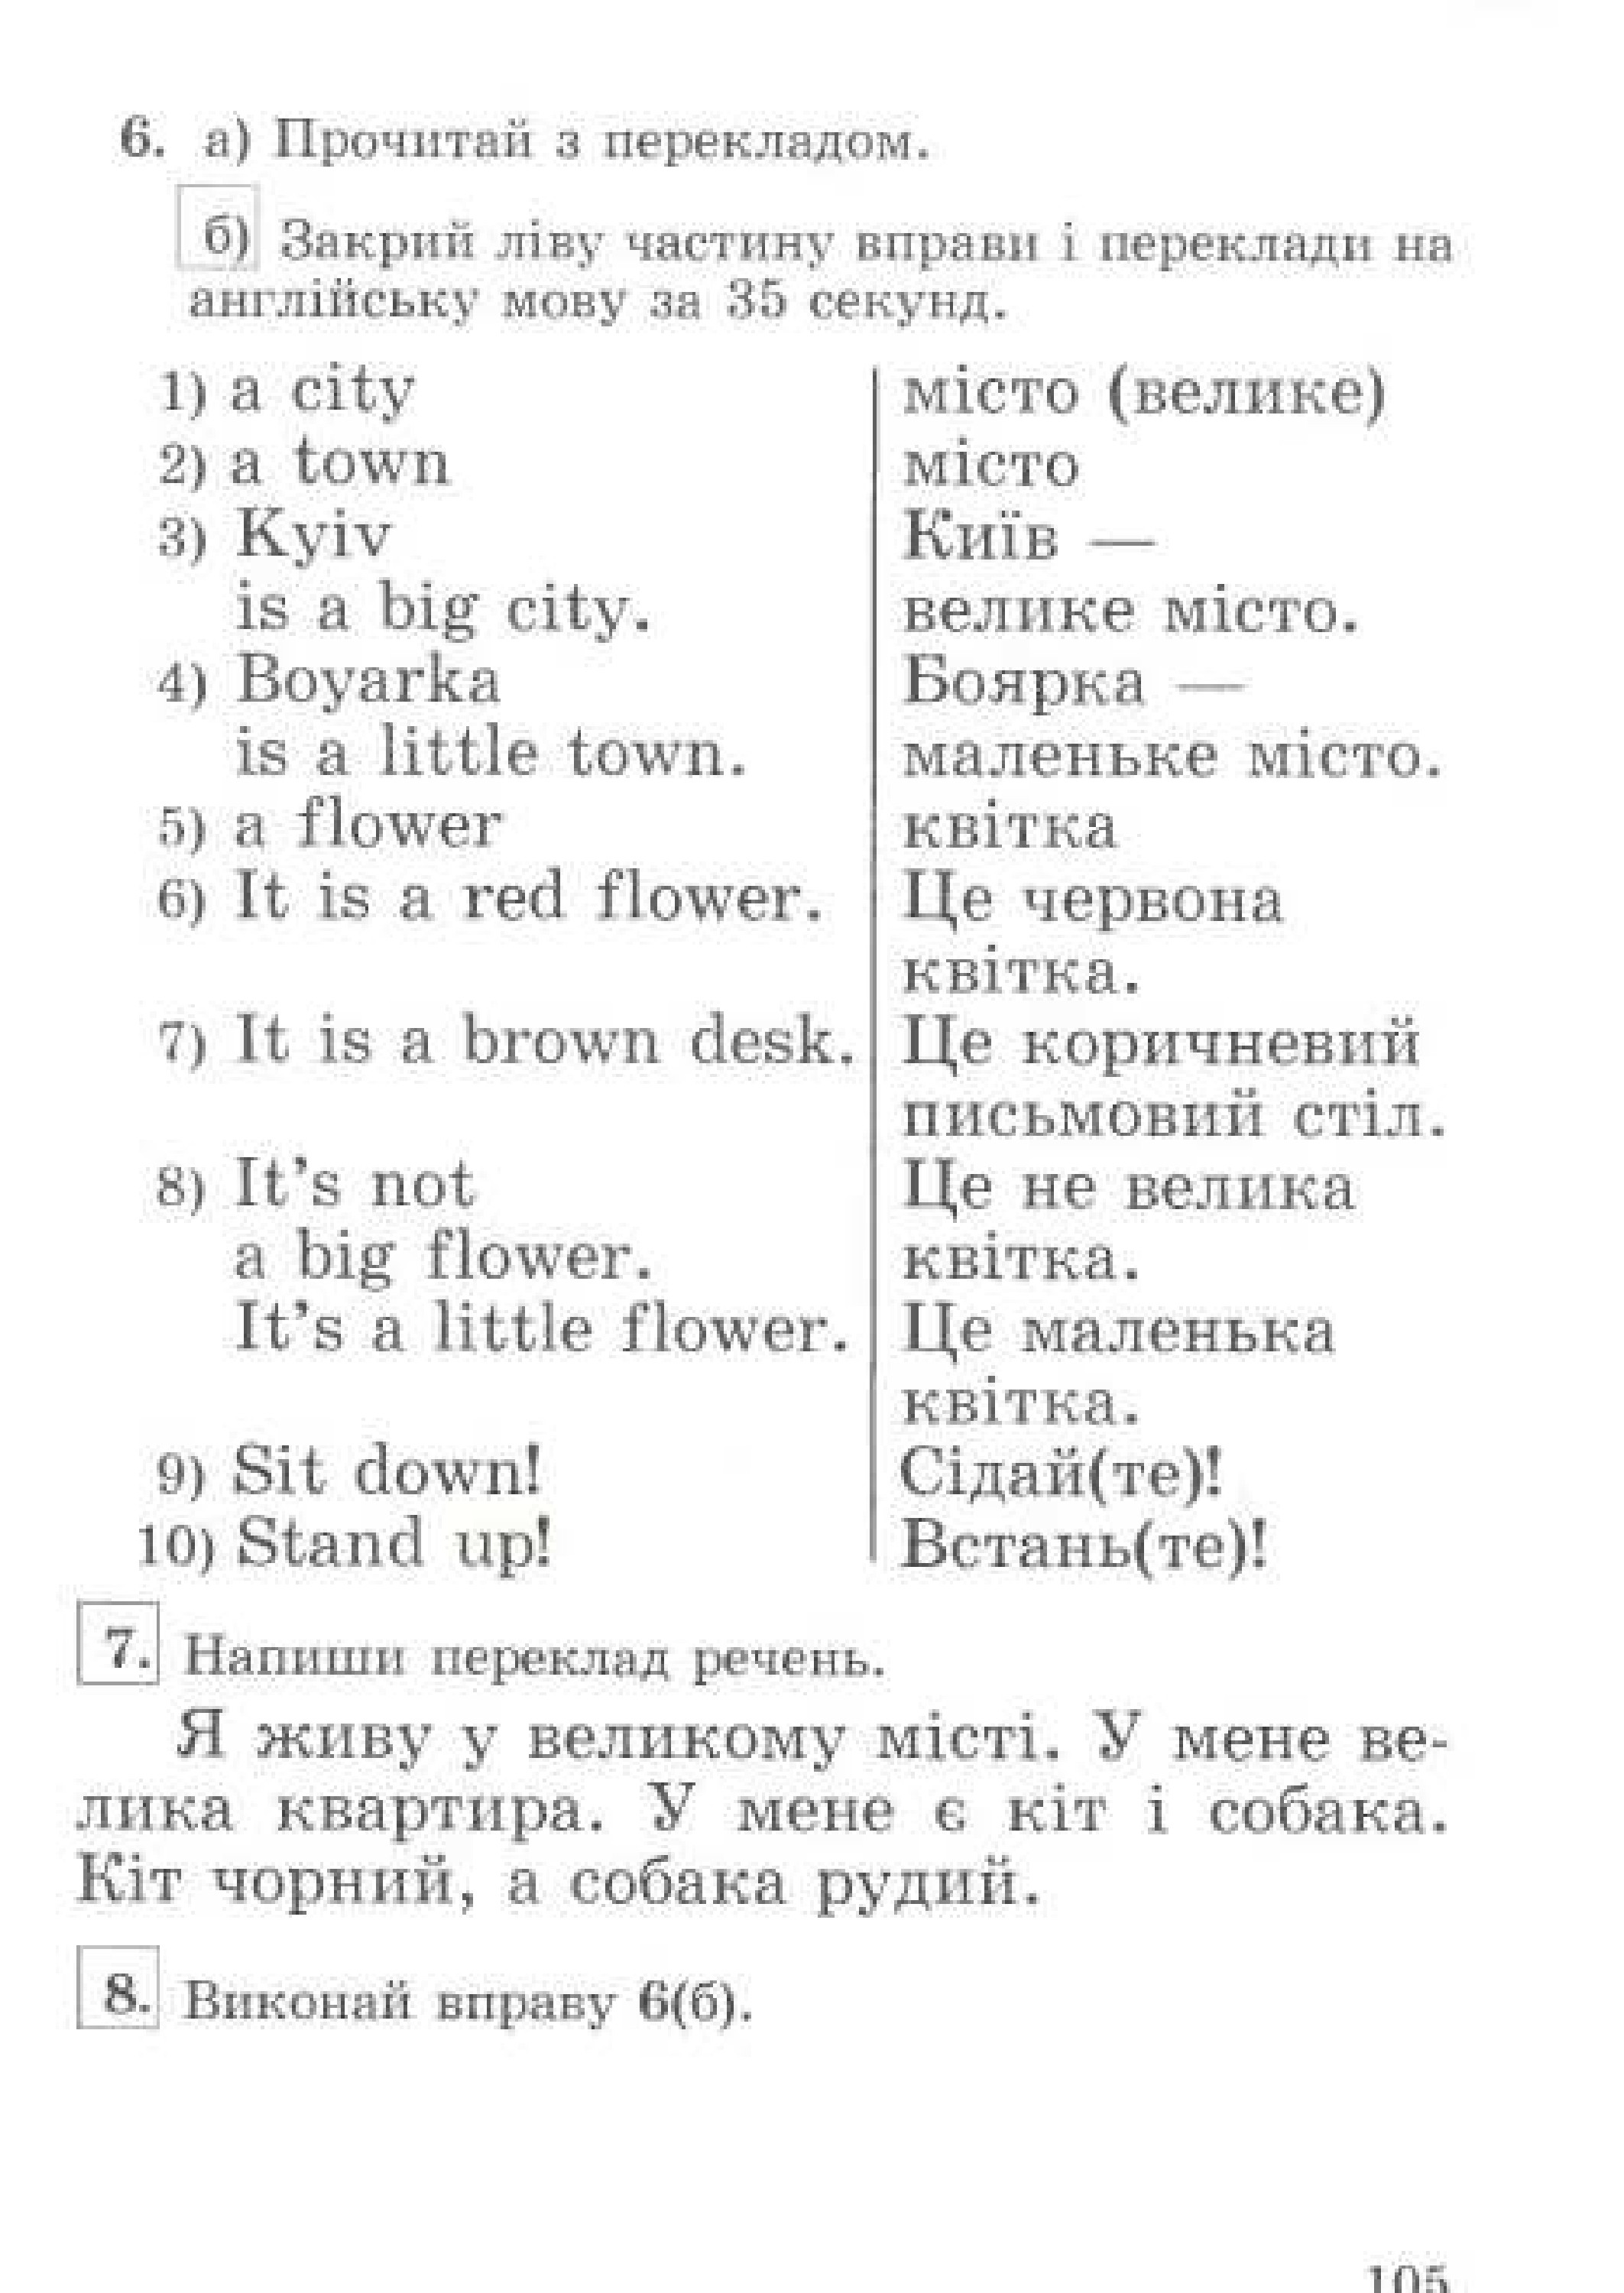 6. а) Прочитай з перекладом.
б) Закрий ліву частину вправи і переклади на
англійську мову за 35 секунд.
1) a city | місто (велике)
2) a town | місто
3) Kyiv | Київ —
is a big city. | велике місто.
4) Boyarka | Боярка —
is a little town. | маленьке місто.
5) a flower | квітка
6) It is a red flower. | Це червона
квітка.
7) It is a brown desk. | Це коричневий
письмовий стіл.
8) It's not | Це не велика
a big flower. | квітка.
It's a little flower. | Це маленька
квітка.
9) Sit down! | Сідай(те)!
10) Stand up! | Встань(те)!
7. Напиши переклад речень.
Я живу у великому місті. У мене ве-
лика квартира. У мене є кіт і собака.
Кіт чорний, а собака рудий.
8. Виконай вправу 6(б).
105